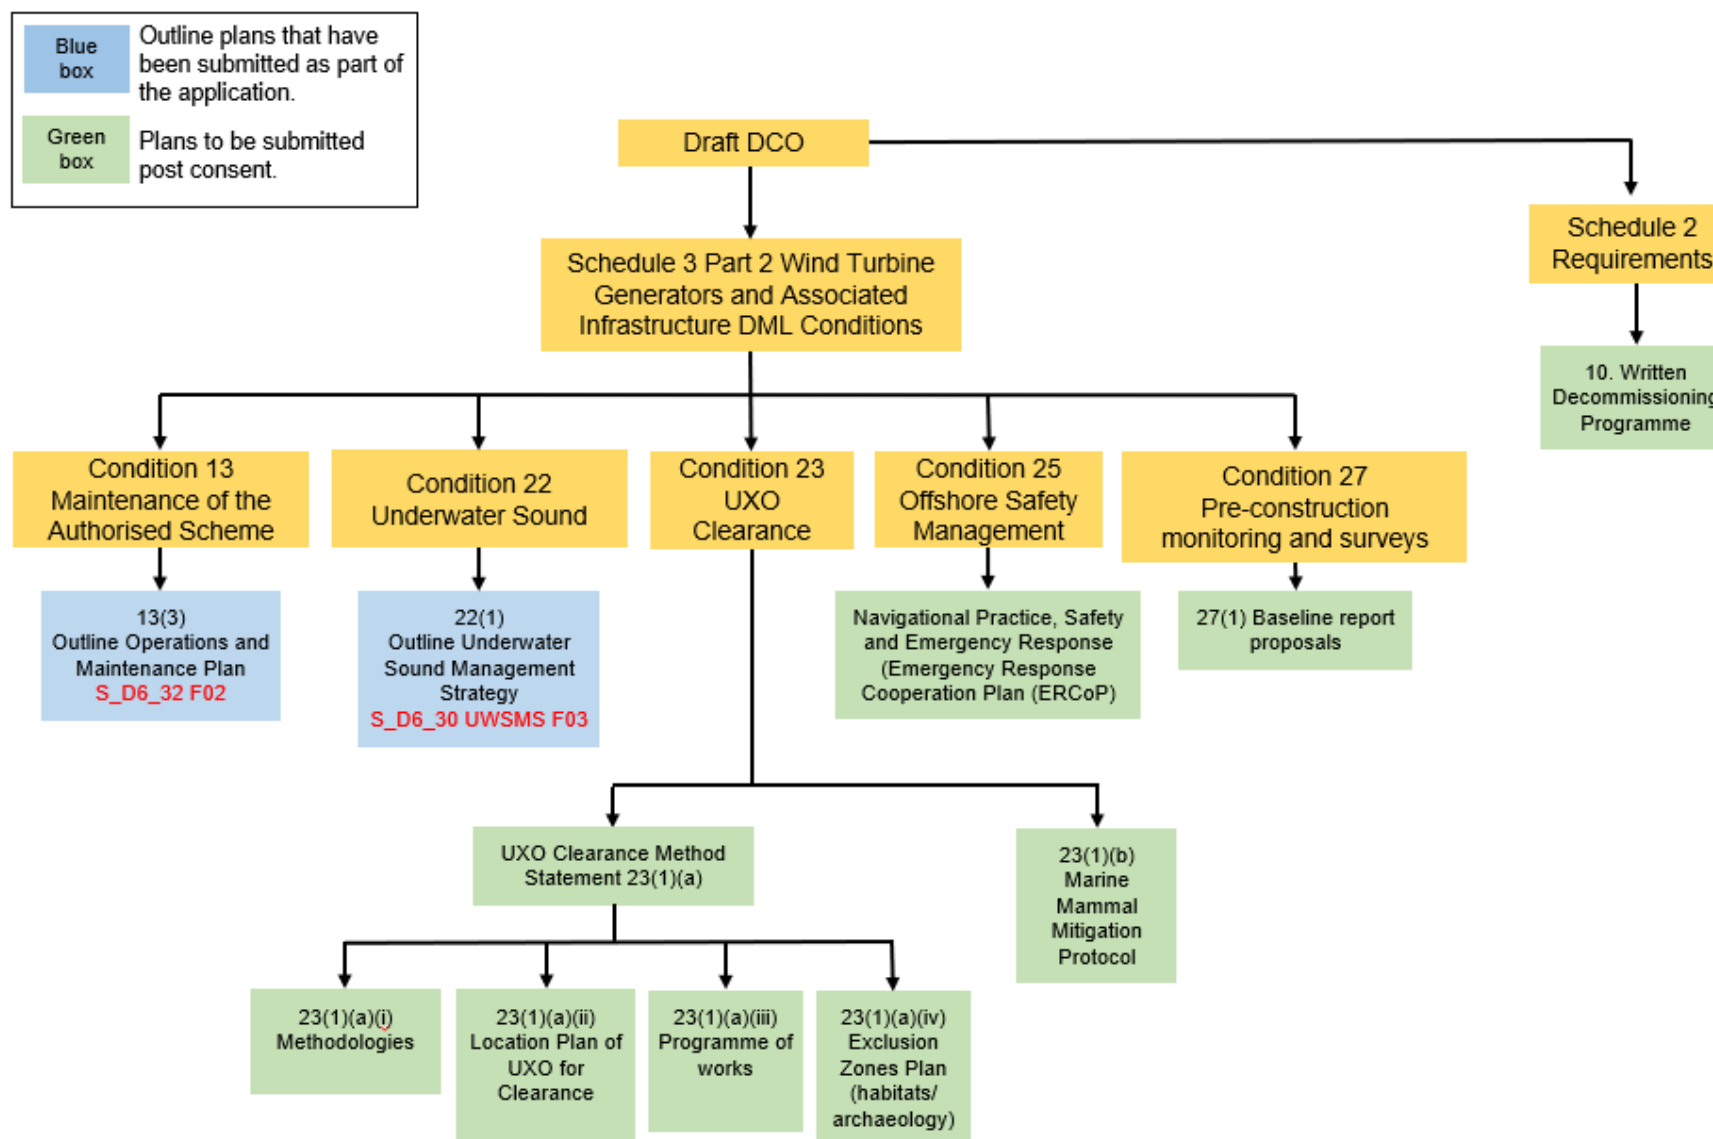 Blue
box
Outline plans that have
been submitted as part of
the application.
Green
box
Plans to be submitted
post consent.
Draft DCO
Schedule 2
Requirements
Schedule 3 Part 2 Wind Turbine
Generators and Associated
Infrastructure DML Conditions
10. Written
Decommissioning
Programme
Condition 13
Maintenance of the
Authorised Scheme
Condition 22
Underwater Sound
Condition 23
UXO
Clearance
Condition 25
Offshore Safety
Management
Condition 27
Pre-construction
monitoring and surveys
13(3)
Outline Operations and
Maintenance Plan
S_D6_32 F02
22(1)
Outline Underwater
Sound Management
Strategy
S_D6_30 UWSMS F03
Navigational Practice, Safety
and Emergency Response
(Emergency Response
Cooperation Plan (ERCoP)
27(1) Baseline report
proposals
UXO Clearance Method
Statement 23(1)(a)
23(1)(b)
Marine
Mammal
Mitigation
Protocol
23(1)(a)(i)
Methodologies
23(1)(a)(ii)
Location Plan of
UXO for
Clearance
23(1)(a)(iii)
Programme of
works
23(1)(a)(iv)
Exclusion
Zones Plan
(habitats/
archaeology)